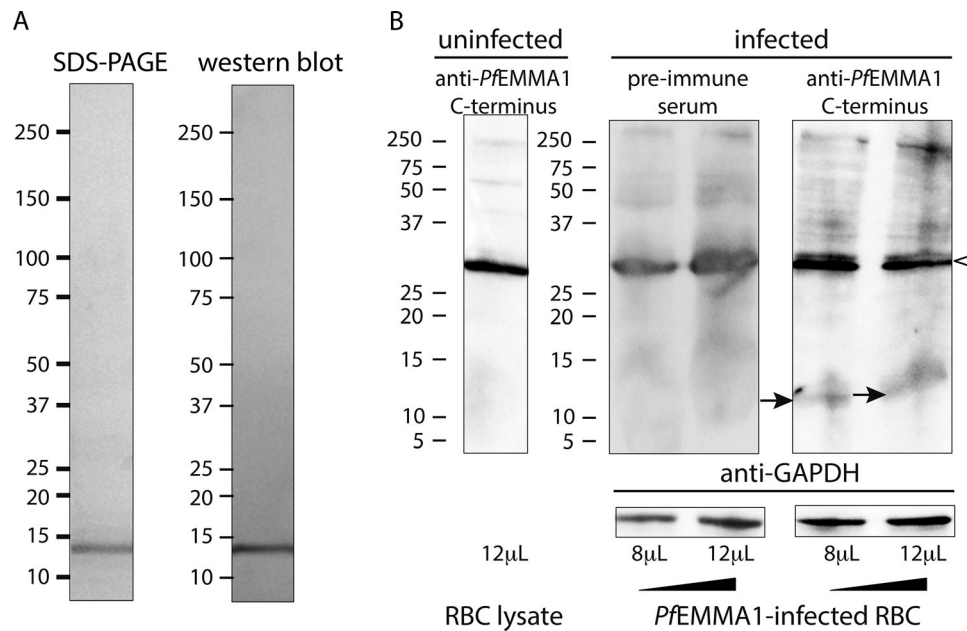 A
SDS-PAGE
250
150
100
75
50
37
25
20
15
10
western blot
250
150
100
75
50
37
25
20
15
10
B
uninfected
anti-PfEMMA1
C-terminus
250
75
50
37
25
20
15
10
5
12µL
RBC lysate
infected
pre-immune
serum
anti-PfEMMA1
C-terminus
250
75
50
37
25
20
15
10
5
<
anti-GAPDH
8µL 12µL 8µL 12µL
PfEMMA1-infected RBC